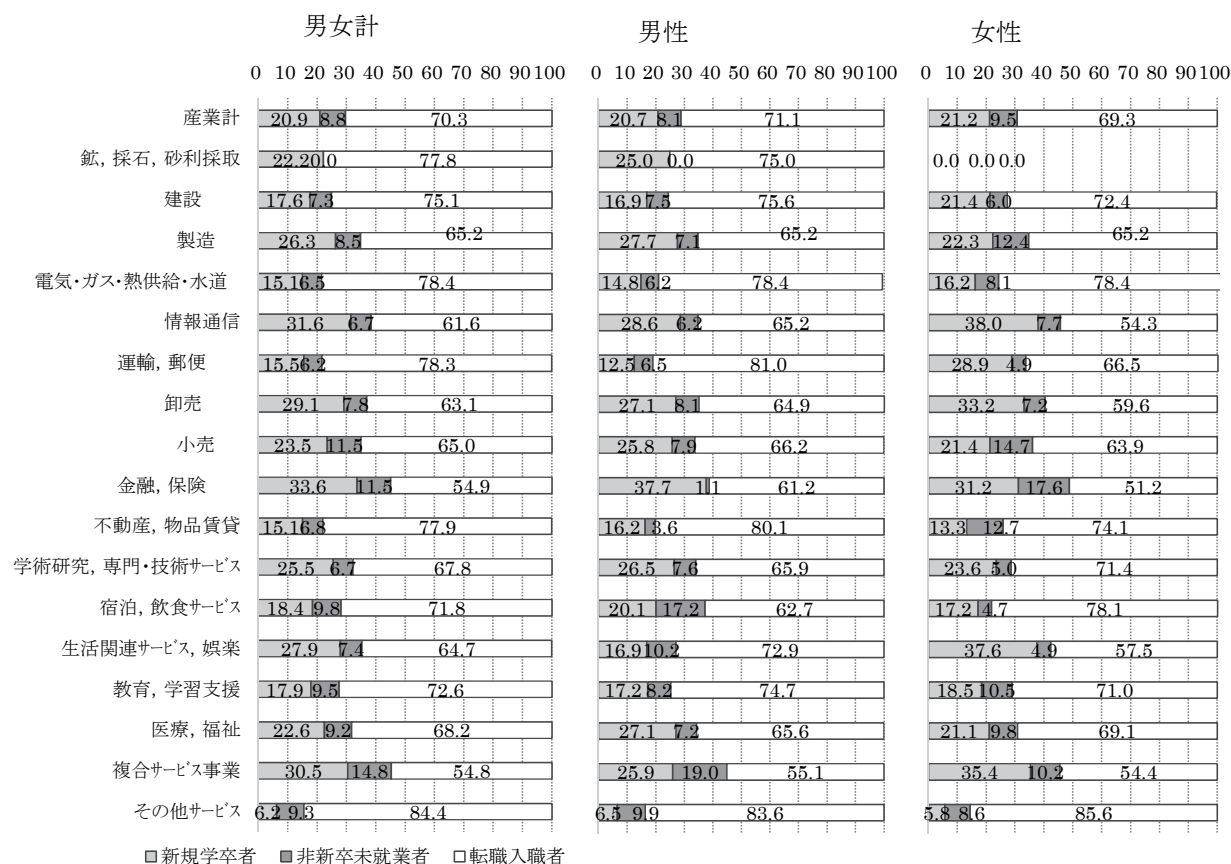 男女計 男性 女性
0 10 20 30 40 50 60 70 80 90 100 0 10 20 30 40 50 60 70 80 90 100 0 10 20 30 40 50 60 70 80 90 100
産業計 20.9 8.8 70.3 20.7 8.1 71.1 21.2 9.5 69.3
鉱, 採石, 砂利採取 22.2 0.0 77.8 25.0 0.0 75.0 0.0 0.0 0.0
建設 17.6 7.3 75.1 16.9 7.5 75.6 21.4 6.0 72.4
製造 26.3 8.5 65.2 27.7 7.1 65.2 22.3 12.4 65.2
電気・ガス・熱供給・水道 15.1 6.5 78.4 14.8 6.2 78.4 16.2 8.1 78.4
情報通信 31.6 6.7 61.6 28.6 6.2 65.2 38.0 7.7 54.3
運輸, 郵便 15.5 6.2 78.3 12.5 6.5 81.0 28.9 4.9 66.5
卸売 29.1 7.8 63.1 27.1 8.1 64.9 33.2 7.2 59.6
小売 23.5 11.5 65.0 25.8 7.9 66.2 21.4 14.7 63.9
金融, 保険 33.6 11.5 54.9 37.7 1.1 61.2 31.2 17.6 51.2
不動産, 物品賃貸 15.1 6.8 77.9 16.2 3.6 80.1 13.3 12.7 74.1
学術研究, 専門・技術サービス 25.5 6.7 67.8 26.5 7.6 65.9 23.6 5.0 71.4
宿泊, 飲食サービス 18.4 9.8 71.8 20.1 17.2 62.7 17.2 4.7 78.1
生活関連サービス, 娯楽 27.9 7.4 64.7 16.9 10.2 72.9 37.6 4.9 57.5
教育, 学習支援 17.9 9.5 72.6 17.2 8.2 74.7 18.5 10.5 71.0
医療, 福祉 22.6 9.2 68.2 27.1 7.2 65.6 21.1 9.8 69.1
複合サービス事業 30.5 14.8 54.8 25.9 19.0 55.1 35.4 10.2 54.4
その他サービス 6.2 9.3 84.4 6.5 9.9 83.6 5.8 8.6 85.6
新規学卒者 非新卒未就業者 転職入職者